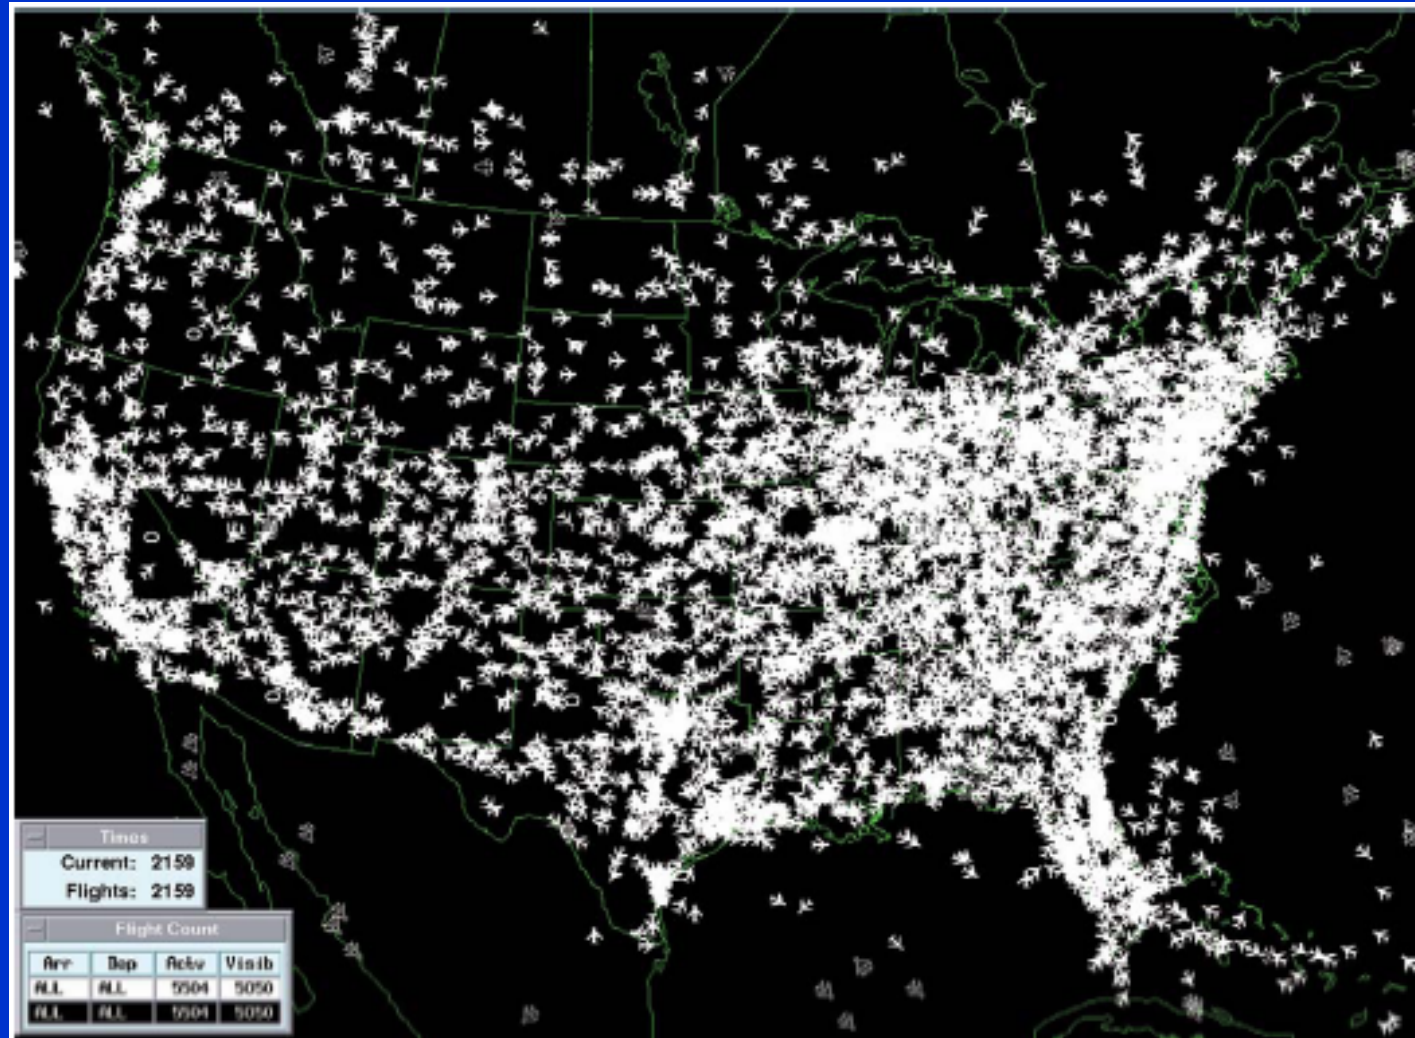 Times
Current: 2159
Flights: 2159
Flight Count
Arr Dep Actv Visib
ALL ALL 5504 5050
ALL ALL 5504 5050